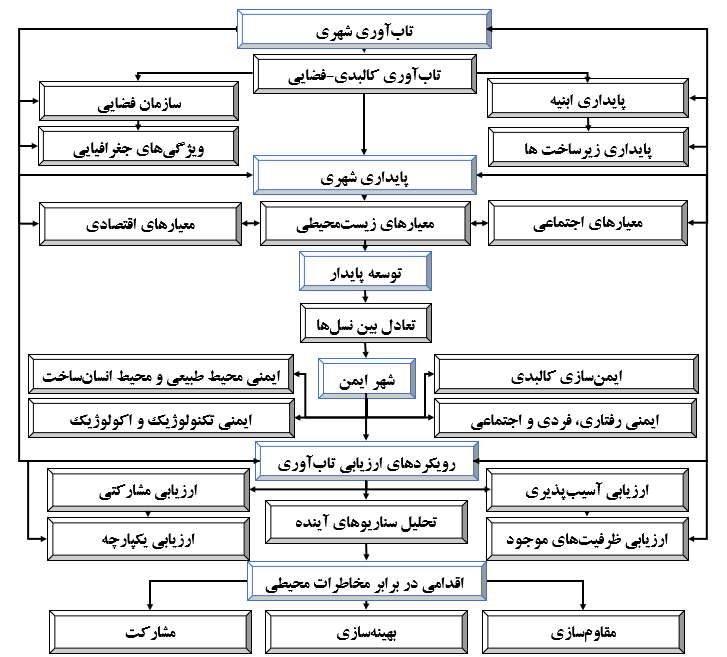 تاب‌آوری شهری
تاب‌آوری کالبدی-فضایی
پایداری ابنیه
سازمان فضایی
پایداری زیرساخت ها
ویژگی‌های جغرافیایی
پایداری شهری
معیارهای اجتماعی
معیارهای زیست‌محیطی
معیارهای اقتصادی
توسعه پایدار
تعادل بین نسل‌ها
شهر ایمن
ایمن‌سازی کالبدی
ایمنی محیط طبیعی و محیط انسان‌ساخت
ایمنی رفتاری، فردی و اجتماعی
ایمنی تکنولوژیک و اکولوژیک
رویکردهای ارزیابی تاب‌آوری
ارزیابی آسیب‌پذیری
ارزیابی مشارکتی
تحلیل سناریوهای آینده
ارزیابی ظرفیت‌های موجود
ارزیابی یکپارچه
اقدامی در برابر مخاطرات محیطی
مقاوم‌سازی
بهینه‌سازی
مشارکت